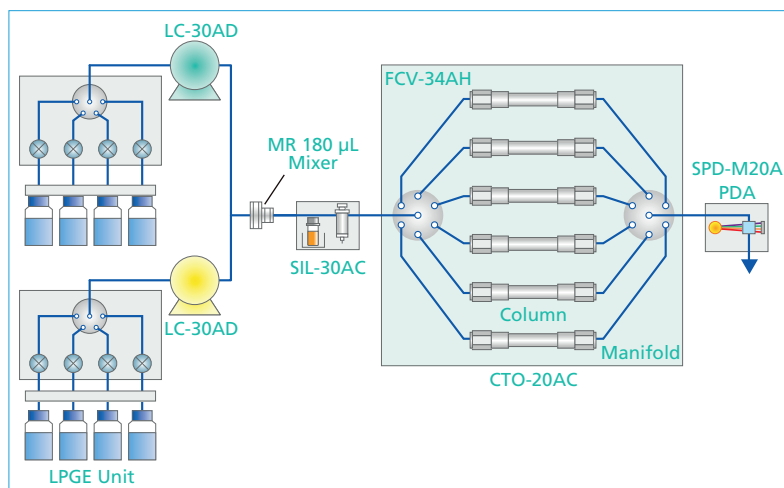 LC-30AD
FCV-34AH
MR 180 µL
Mixer
SPD-M20A
PDA
SIL-30AC
LC-30AD
Column
Manifold
CTO-20AC
LPGE Unit